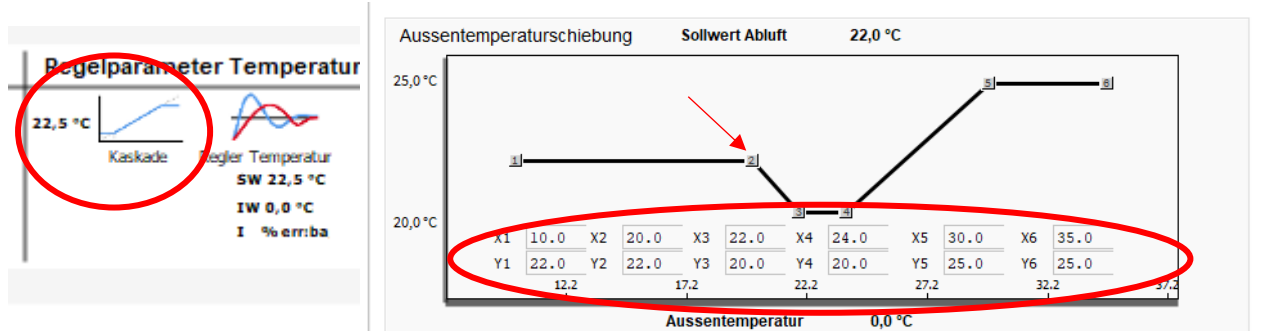 Regelparameter Temperatur
22,5 °C
Kaskade Regler Temperatur
SW 22,5 °C
IW 0,0 °C
I % err:ba
Aussentemperaturschiebung Sollwert Abluft 22,0 °C
25,0 °C
5 6
1 2
3 4
20,0 °C
X1 10.0 X2 20.0 X3 22.0 X4 24.0 X5 30.0 X6 35.0
Y1 22.0 Y2 22.0 Y3 20.0 Y4 20.0 Y5 25.0 Y6 25.0
12.2 17.2 22.2 27.2 32.2 37.2
Aussentemperatur 0,0 °C